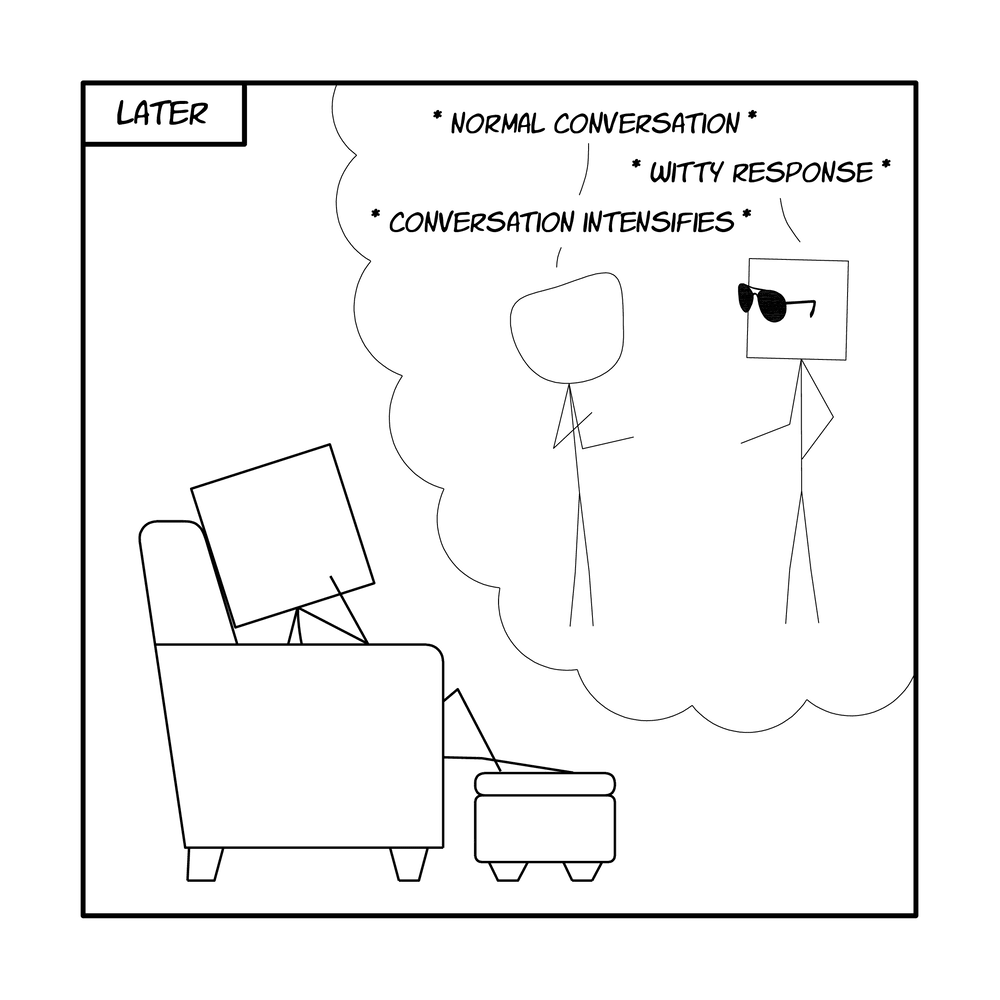 LATER
* NORMAL CONVERSATION *
* WITTY RESPONSE *
* CONVERSATION INTENSIFIES *